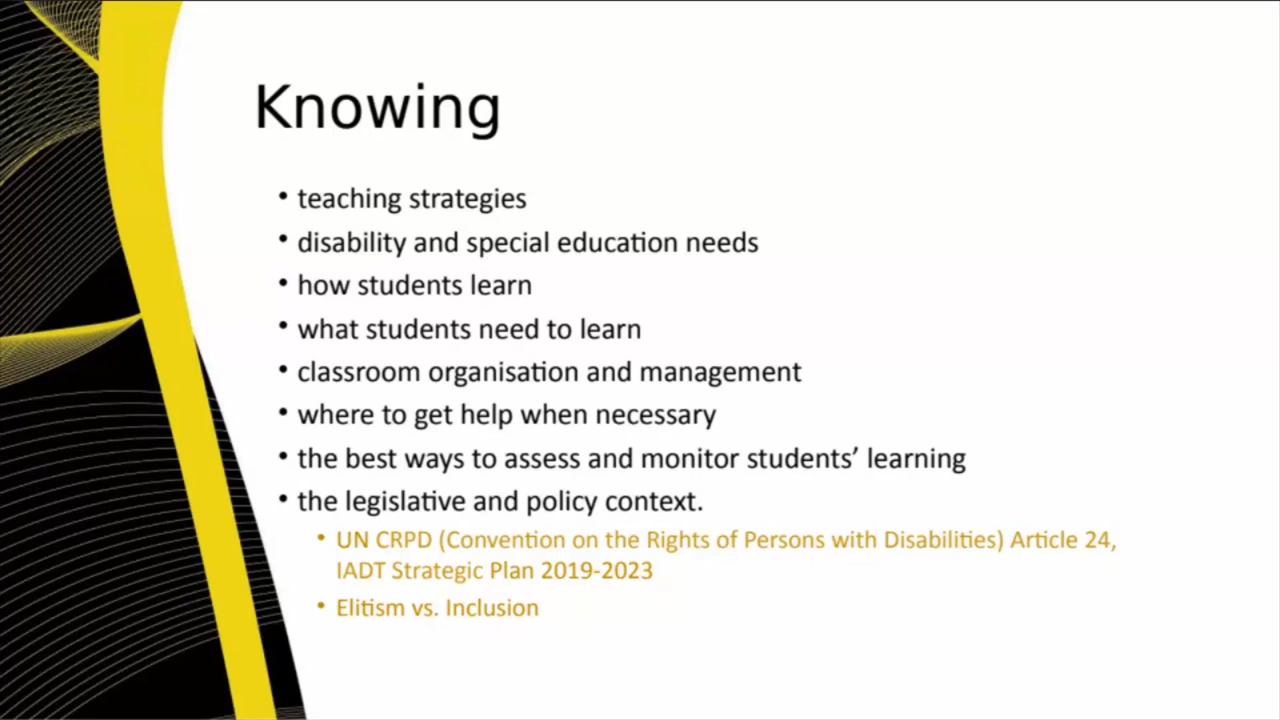 Knowing
• teaching strategies
• disability and special education needs
• how students learn
• what students need to learn
• classroom organisation and management
• where to get help when necessary
• the best ways to assess and monitor students’ learning
• the legislative and policy context.
• UN CRPD (Convention on the Rights of Persons with Disabilities) Article 24,
IADT Strategic Plan 2019-2023
• Elitism vs. Inclusion